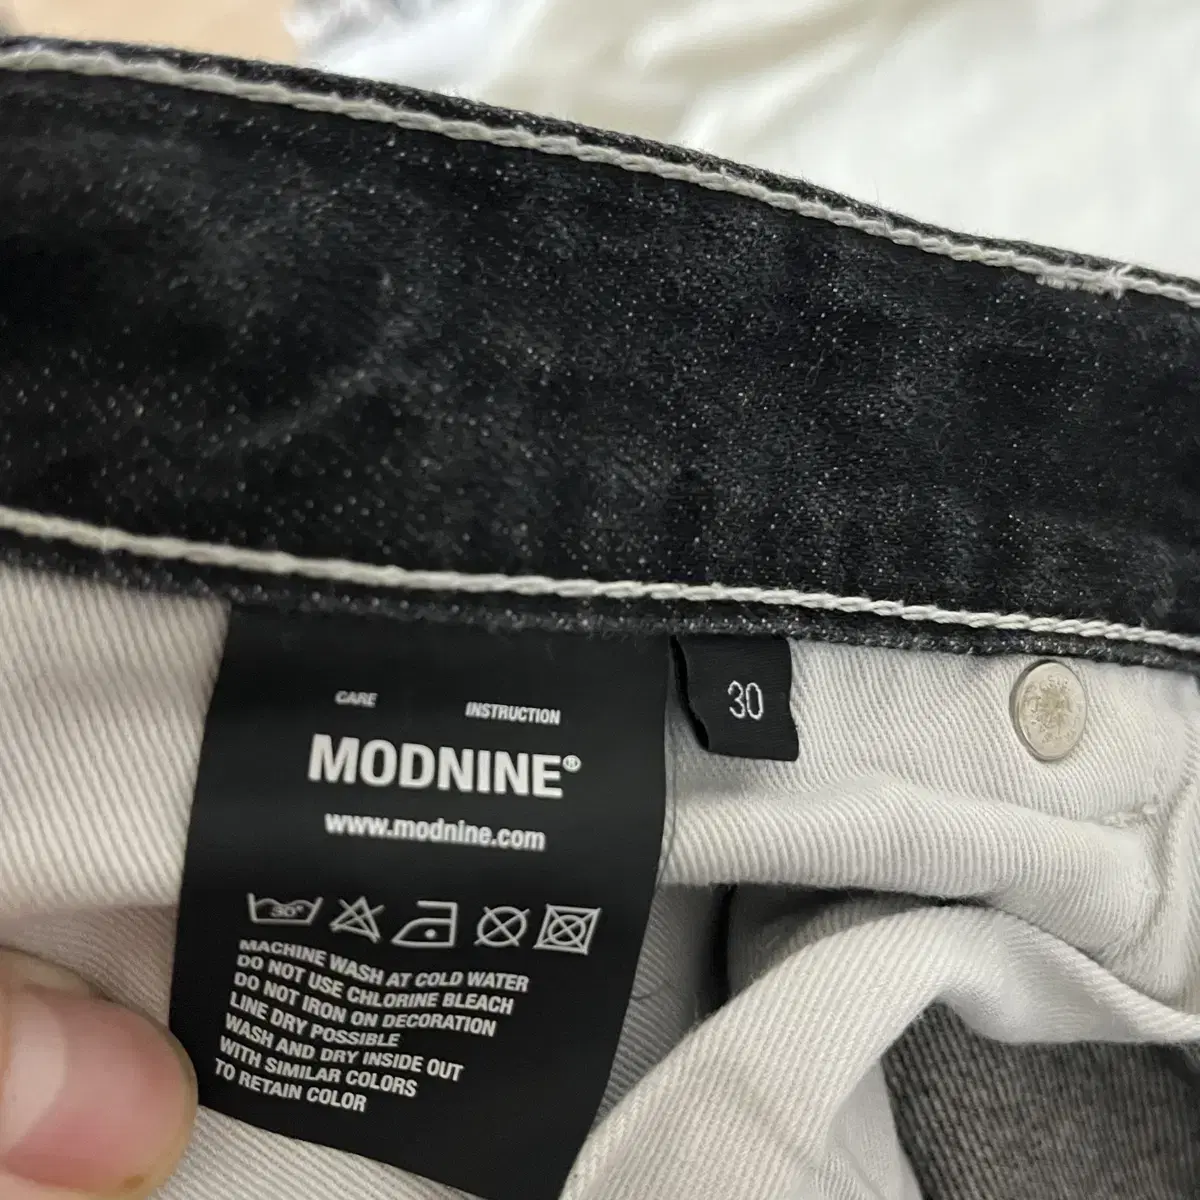 CARE INSTRUCTION
MODNINE®
www.modnine.com
30
30°
MACHINE WASH AT COLD WATER
DO NOT USE CHLORINE BLEACH
DO NOT IRON ON DECORATION
LINE DRY POSSIBLE
WASH AND DRY INSIDE OUT
WITH SIMILAR COLORS
TO RETAIN COLOR